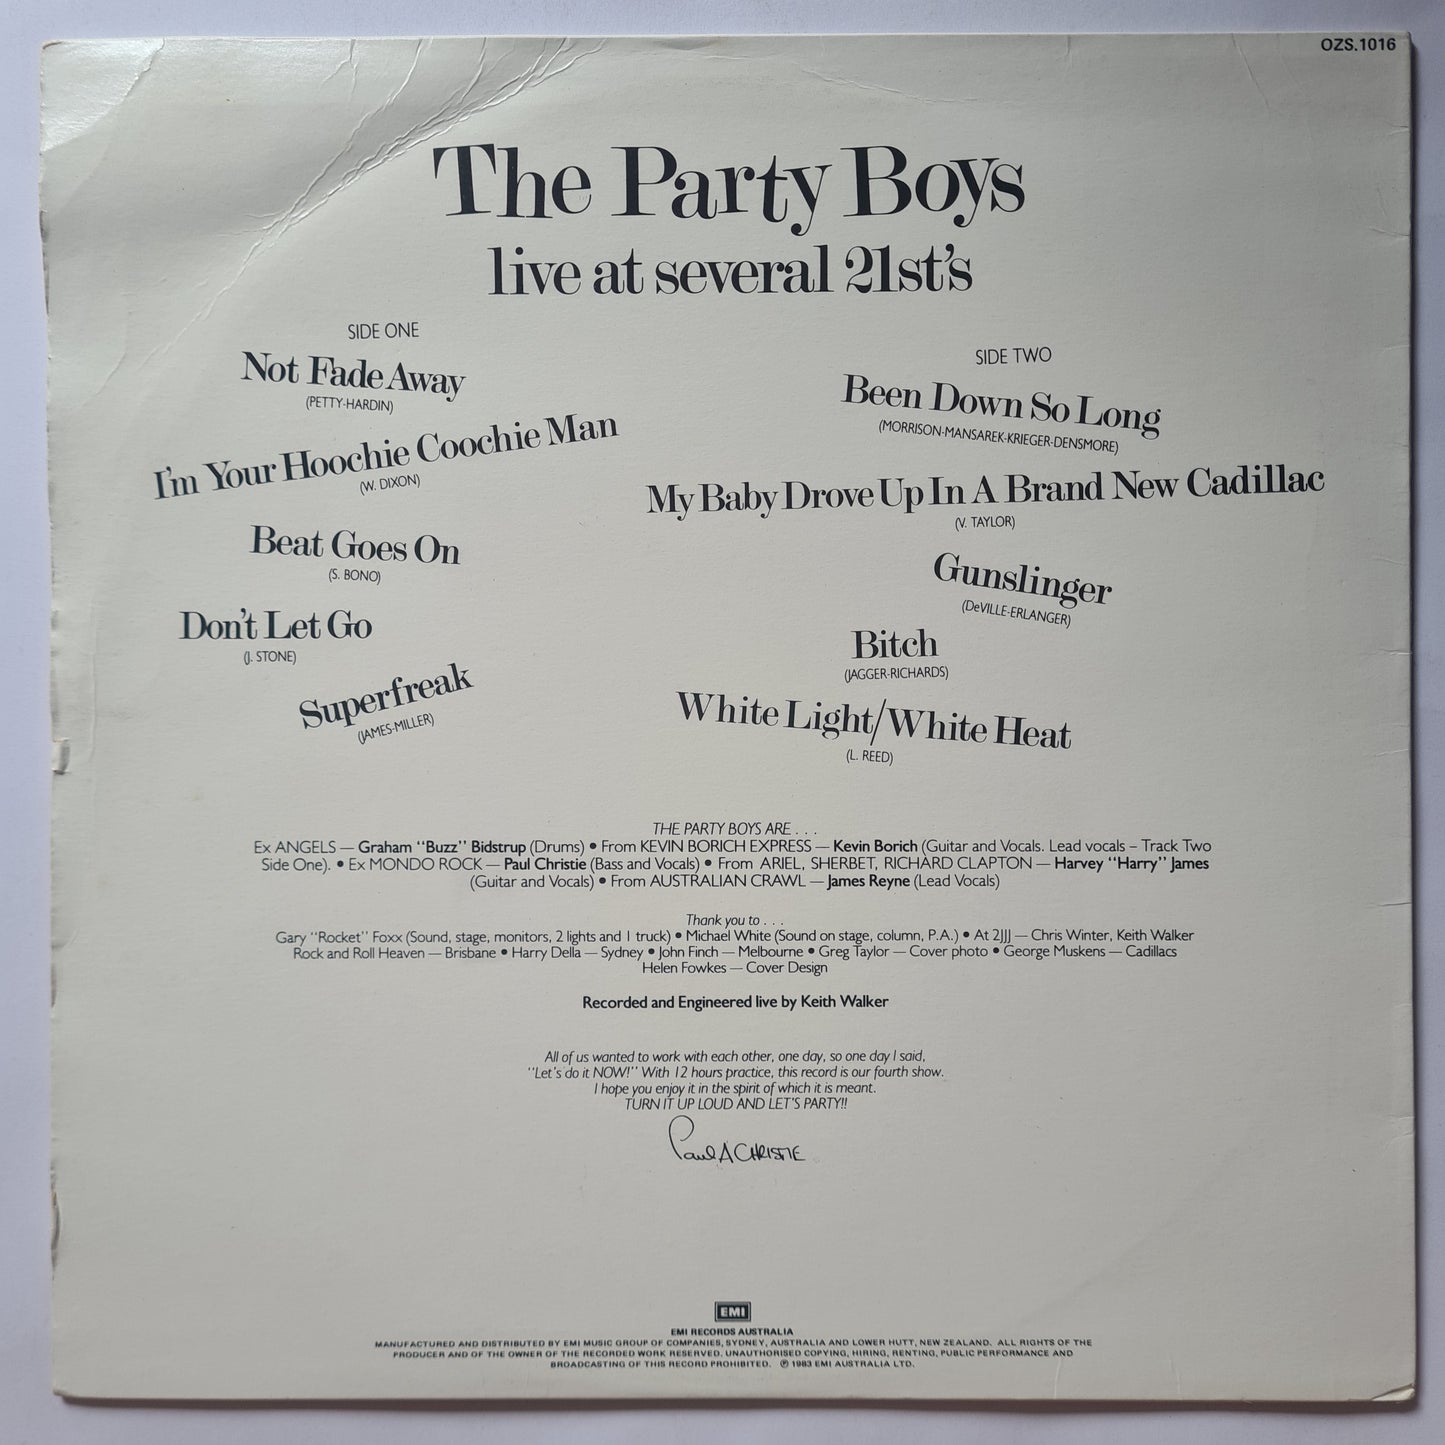 OZS.1016
The Party Boys
live at several 21st's
SIDE ONE
Not Fade Away
(PETTY-HARDIN)
I'm Your Hoochie Coochie Man
(W. DIXON)
Beat Goes On
(S. BONO)
Don't Let Go
(J. STONE)
Superfreak
(JAMES-MILLER)
SIDE TWO
Been Down So Long
(MORRISON-MANSAREK-KRIEGER-DENSMORE)
My Baby Drove Up In A Brand New Cadillac
(V. TAYLOR)
Gunslinger
(DeVILLE-ERLANGER)
Bitch
(JAGGER-RICHARDS)
White Light/White Heat
(L. REED)
THE PARTY BOYS ARE . . .
Ex ANGELS — Graham "Buzz" Bidstrup (Drums) • From KEVIN BORICH EXPRESS — Kevin Borich (Guitar and Vocals. Lead vocals – Track Two
Side One). • Ex MONDO ROCK — Paul Christie (Bass and Vocals) • From ARIEL, SHERBET, RICHARD CLAPTON — Harvey "Harry" James
(Guitar and Vocals) • From AUSTRALIAN CRAWL — James Reyne (Lead Vocals)
Thank you to . . .
Gary "Rocket" Foxx (Sound, stage, monitors, 2 lights and 1 truck) • Michael White (Sound on stage, column, P.A.) • At 2JJJ — Chris Winter, Keith Walker
Rock and Roll Heaven — Brisbane • Harry Della — Sydney • John Finch — Melbourne • Greg Taylor — Cover photo • George Muskens — Cadillacs
Helen Fowkes — Cover Design
Recorded and Engineered live by Keith Walker
All of us wanted to work with each other, one day, so one day I said,
"Let's do it NOW!" With 12 hours practice, this record is our fourth show.
I hope you enjoy it in the spirit of which it is meant.
TURN IT UP LOUD AND LET'S PARTY!!
Paul A CHRISTIE
EMI
EMI RECORDS AUSTRALIA
MANUFACTURED AND DISTRIBUTED BY EMI MUSIC GROUP OF COMPANIES, SYDNEY, AUSTRALIA AND LOWER HUTT, NEW ZEALAND. ALL RIGHTS OF THE
PRODUCER AND OF THE OWNER OF THE RECORDED WORK RESERVED. UNAUTHORISED COPYING, HIRING, RENTING, PUBLIC PERFORMANCE AND
BROADCASTING OF THIS RECORD PROHIBITED. ℗ 1983 EMI AUSTRALIA LTD.